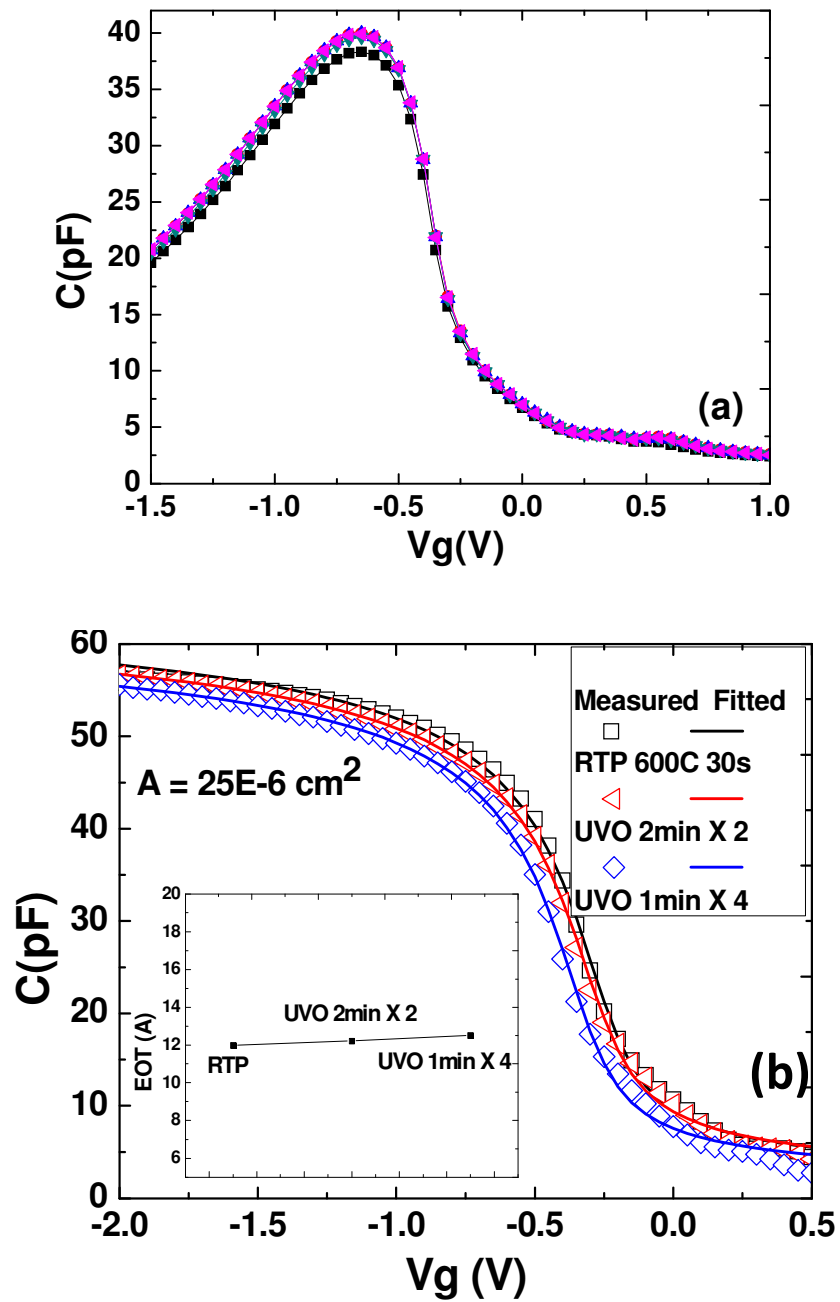 40
35
30
25
20
15
10
5
0
C(pF)
(a)
-1.5 -1.0 -0.5 0.0 0.5 1.0
Vg(V)
60
50
40
30
20
10
0
C(pF)
Measured Fitted
RTP 600C 30s
UVO 2min X 2
UVO 1min X 4
A = 25E-6 cm²
20
18
16
14
12
10
8
6
EOT (A)
UVO 2min X 2
RTP
UVO 1min X 4
(b)
-2.0 -1.5 -1.0 -0.5 0.0 0.5
Vg (V)